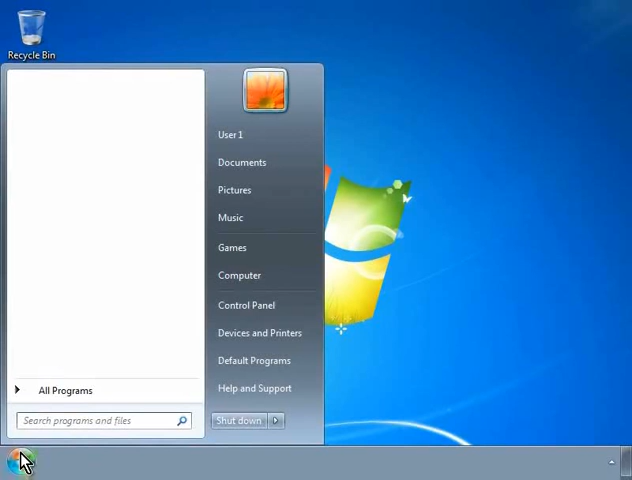 Recycle Bin
User 1
Documents
Pictures
Music
Games
Computer
Control Panel
Devices and Printers
Default Programs
Help and Support
All Programs
Search programs and files
Shut down